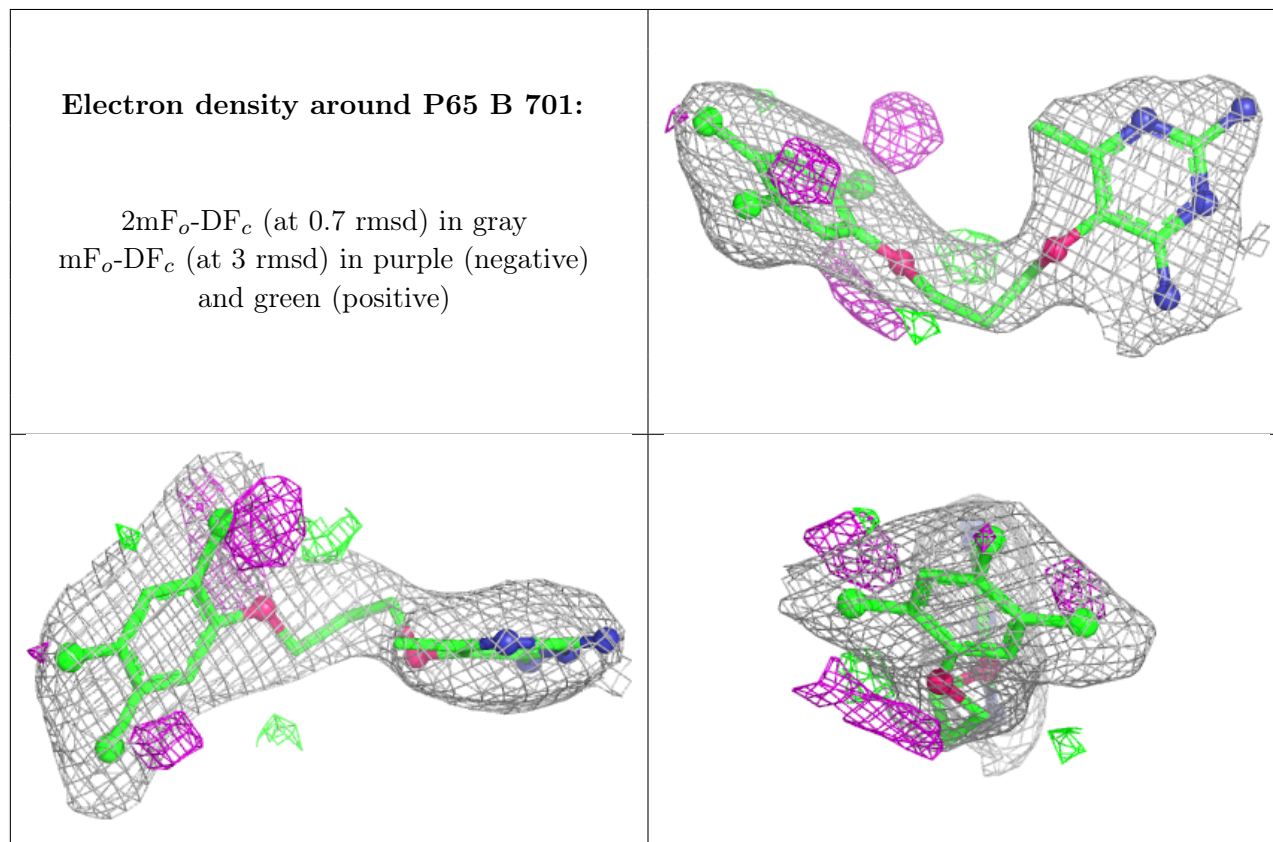 Electron density around P65 B 701:
2mFo-DFc (at 0.7 rmsd) in gray
mFo-DFc (at 3 rmsd) in purple (negative)
and green (positive)